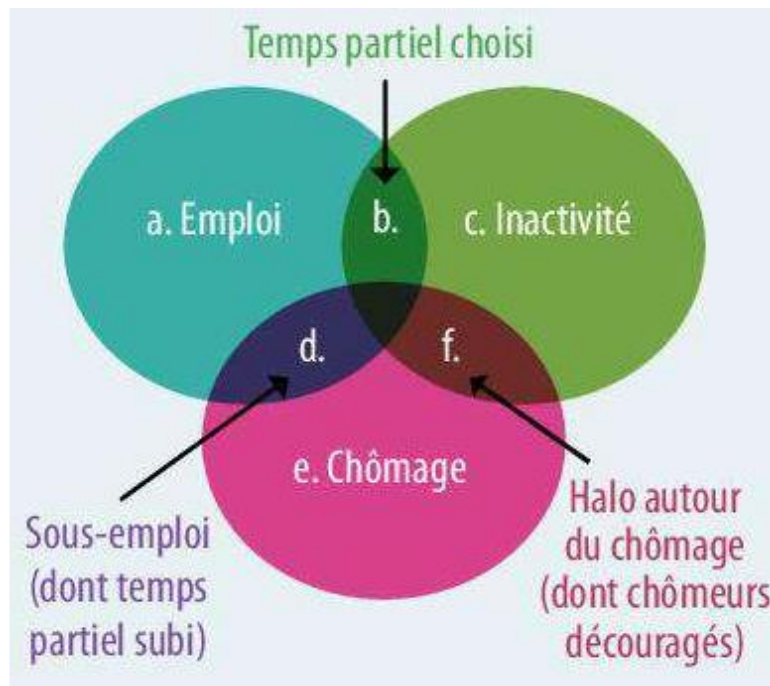 Temps partiel choisi
a. Emploi
b.
c. Inactivité
d.
f.
e. Chômage
Sous-emploi
(dont temps
partiel subi)
Halo autour
du chômage
(dont chômeurs
découragés)